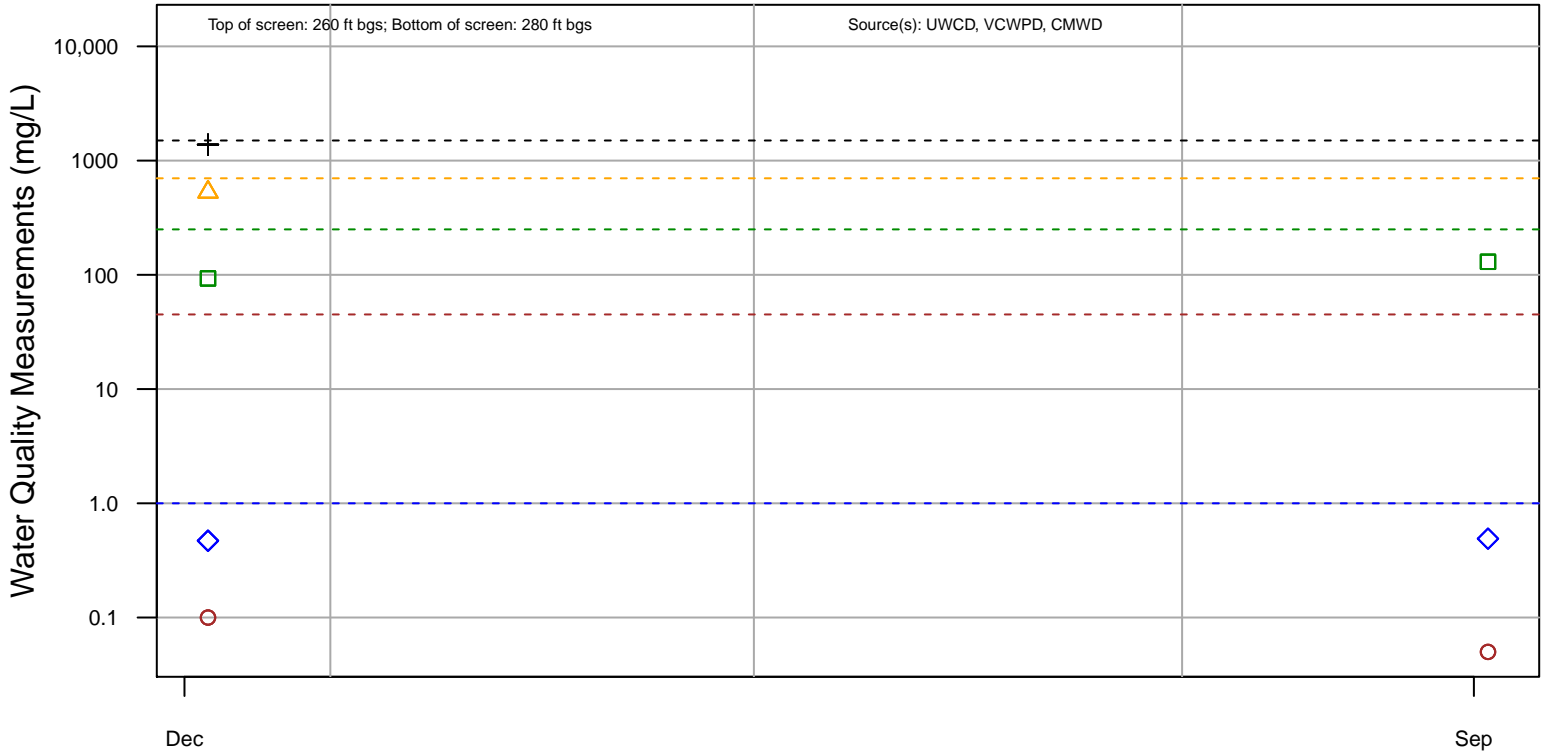 Top of screen: 260 ft bgs; Bottom of screen: 280 ft bgs
Source(s): UWCD, VCWPD, CMWD
Water Quality Measurements (mg/L)
10,000
1000
100
10
1.0
0.1
Dec
Sep